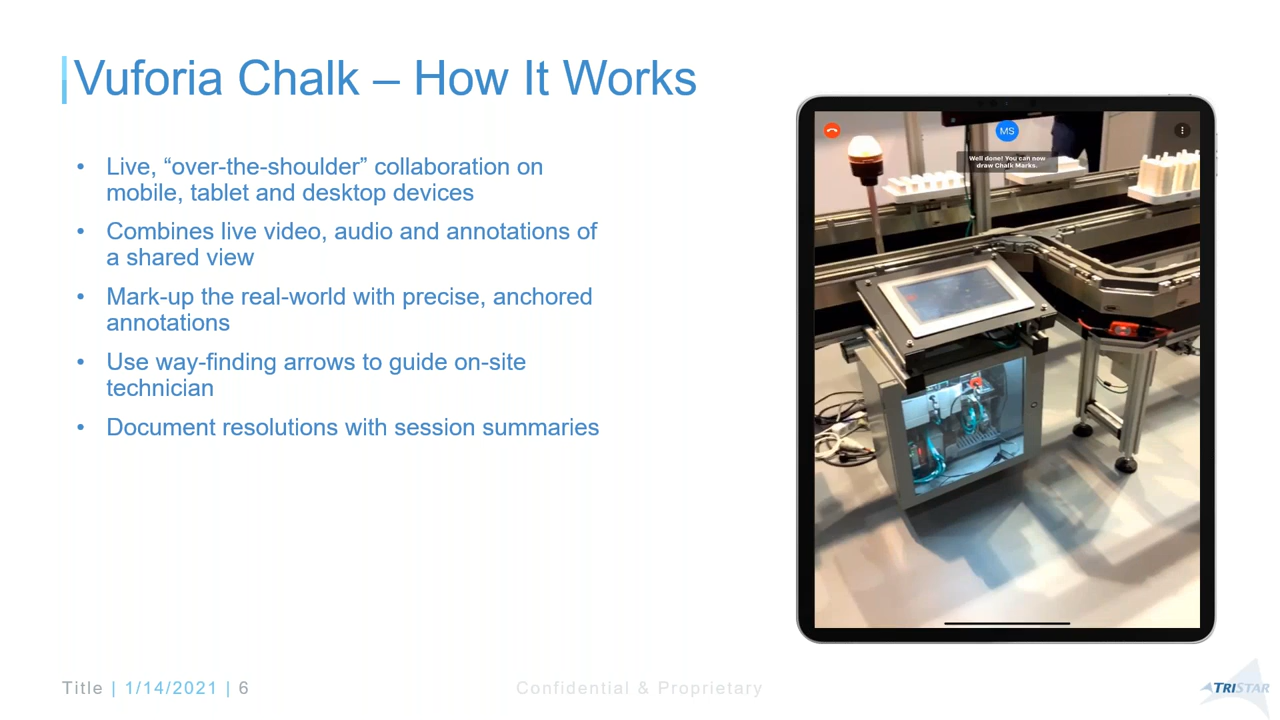 Vuforia Chalk – How It Works
• Live, “over-the-shoulder” collaboration on
mobile, tablet and desktop devices
• Combines live video, audio and annotations of
a shared view
• Mark-up the real-world with precise, anchored
annotations
• Use way-finding arrows to guide on-site
technician
• Document resolutions with session summaries
MS
Well done! You can now
draw Chalk Marks.
Title | 1/14/2021 | 6
Confidential & Proprietary
TRISTAR